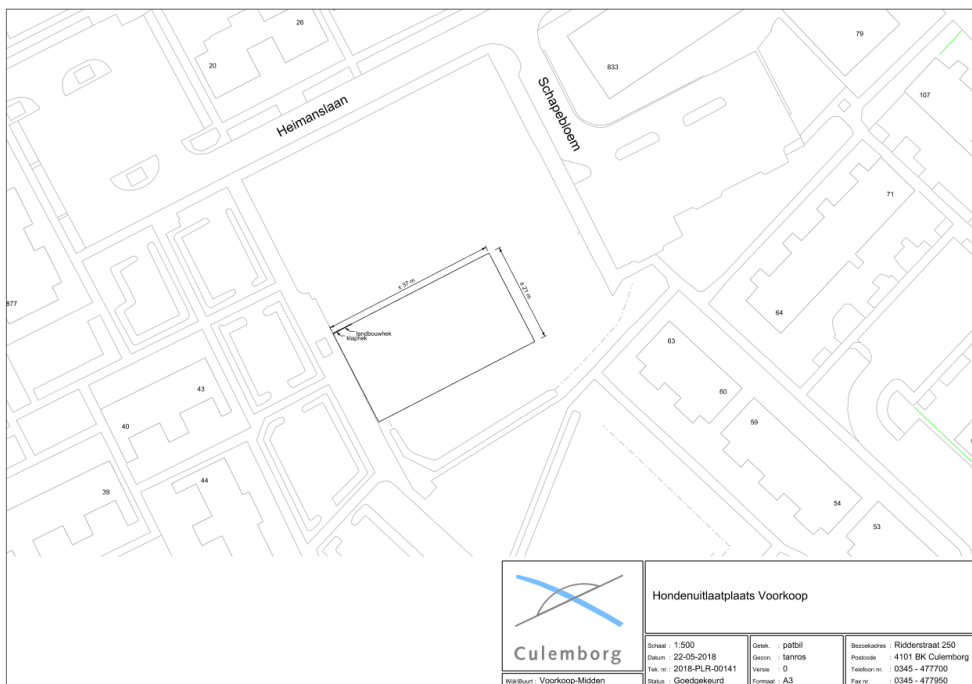 26
20
79
833
107
Heimanslaan
Schapebloem
71
877
± 37 m
± 21 m
landbouwhek
klaphek
64
63
43
60
40
59
44
39
54
53
Hondenuitlaatplaats Voorkoop
Culemborg
Wijk\Buurt : Voorkoop-Midden
Schaal : 1:500
Datum : 22-05-2018
Tek. nr.: 2018-PLR-00141
Status : Goedgekeurd
Getek. : patbil
Gecon. : tanros
Versie : 0
Formaat : A3
Bezoekadres : Ridderstraat 250
Postcode : 4101 BK Culemborg
Telefoon nr. : 0345 - 477700
Fax nr. : 0345 - 477950